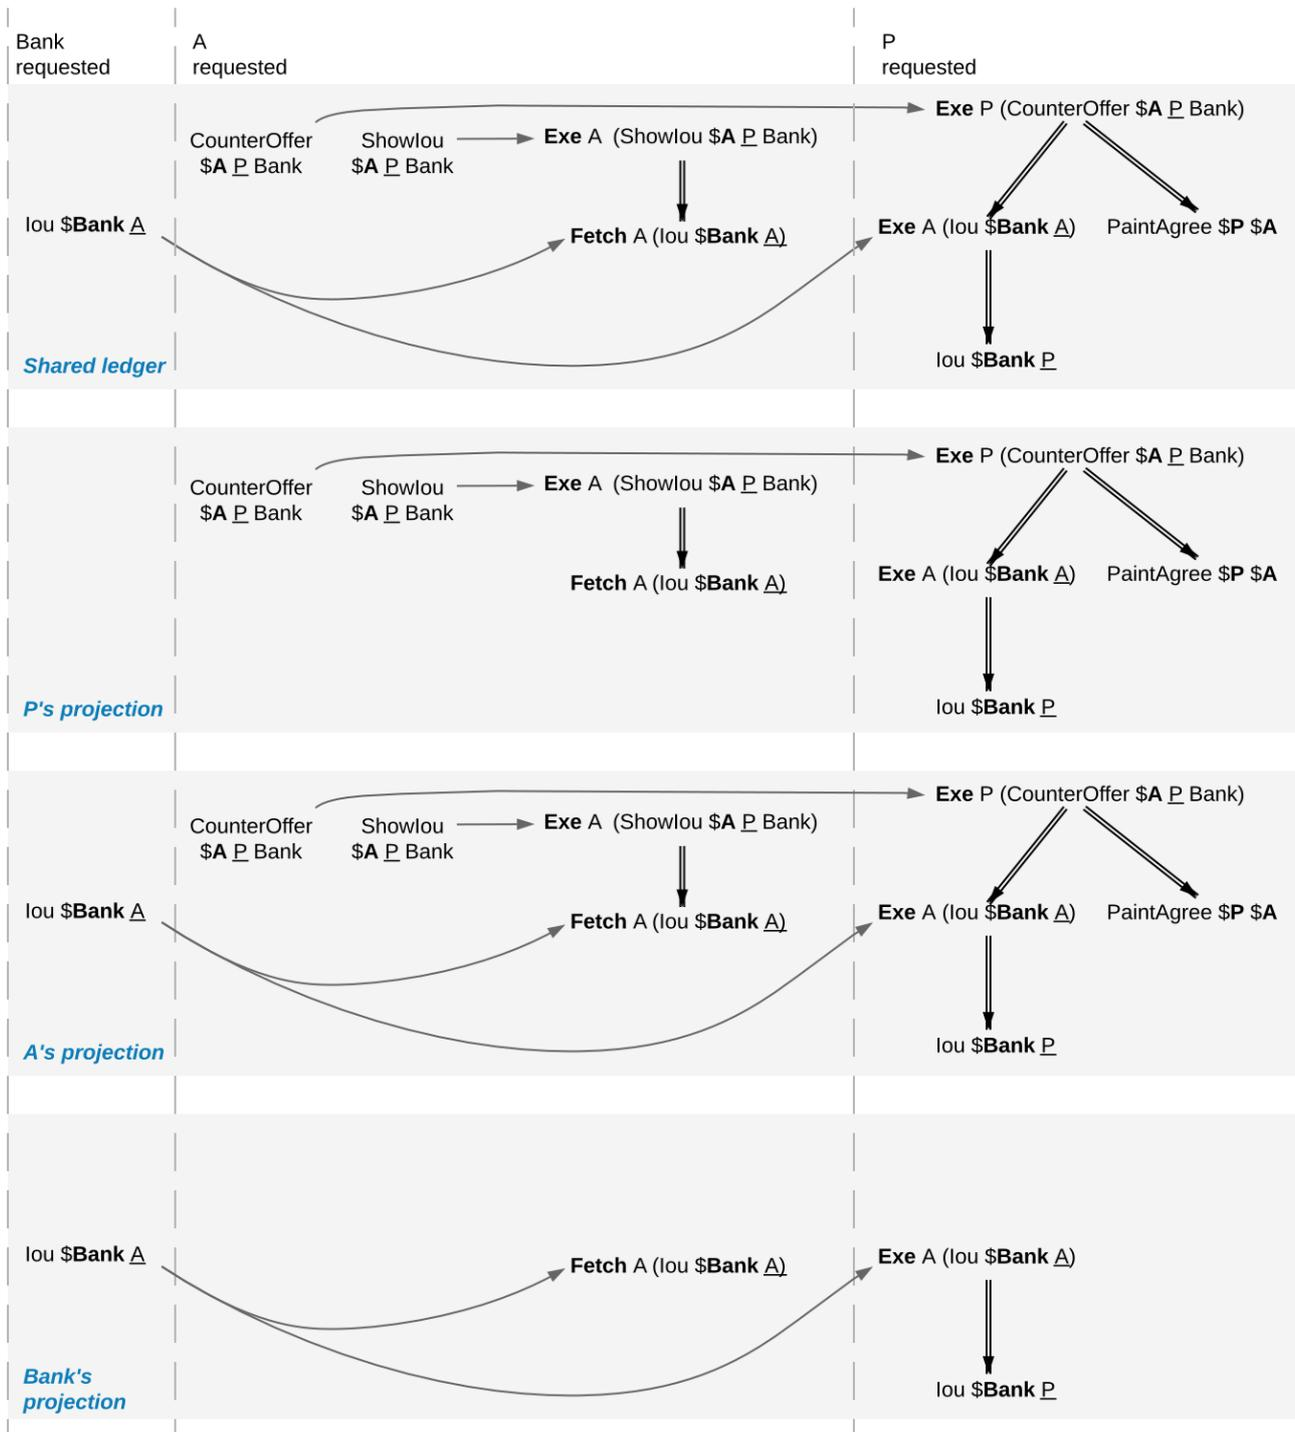 Bank
requested
A
requested
P
requested
Exe P (CounterOffer $A P Bank)
CounterOffer
$A P Bank
ShowIou
$A P Bank
Exe A (ShowIou $A P Bank)
Iou $Bank A
Fetch A (Iou $Bank A)
Exe A (Iou $Bank A)
PaintAgree $P $A
Iou $Bank P
Shared ledger
Exe P (CounterOffer $A P Bank)
CounterOffer
$A P Bank
ShowIou
$A P Bank
Exe A (ShowIou $A P Bank)
Fetch A (Iou $Bank A)
Exe A (Iou $Bank A)
PaintAgree $P $A
Iou $Bank P
P's projection
Exe P (CounterOffer $A P Bank)
CounterOffer
$A P Bank
ShowIou
$A P Bank
Exe A (ShowIou $A P Bank)
Iou $Bank A
Fetch A (Iou $Bank A)
Exe A (Iou $Bank A)
PaintAgree $P $A
Iou $Bank P
A's projection
Iou $Bank A
Fetch A (Iou $Bank A)
Exe A (Iou $Bank A)
Iou $Bank P
Bank's
projection